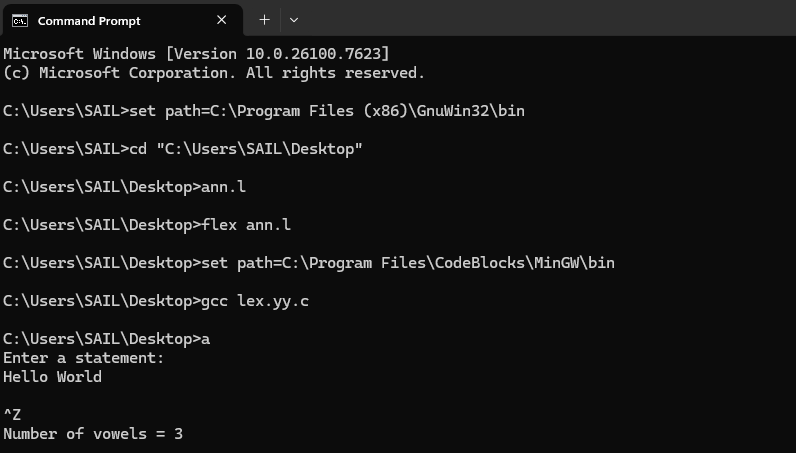 Command Prompt
Microsoft Windows [Version 10.0.26100.7623]
(c) Microsoft Corporation. All rights reserved.
C:\Users\SAIL>set path=C:\Program Files (x86)\GnuWin32\bin
C:\Users\SAIL>cd "C:\Users\SAIL\Desktop"
C:\Users\SAIL\Desktop>ann.l
C:\Users\SAIL\Desktop>flex ann.l
C:\Users\SAIL\Desktop>set path=C:\Program Files\CodeBlocks\MinGW\bin
C:\Users\SAIL\Desktop>gcc lex.yy.c
C:\Users\SAIL\Desktop>a
Enter a statement:
Hello World
^Z
Number of vowels = 3